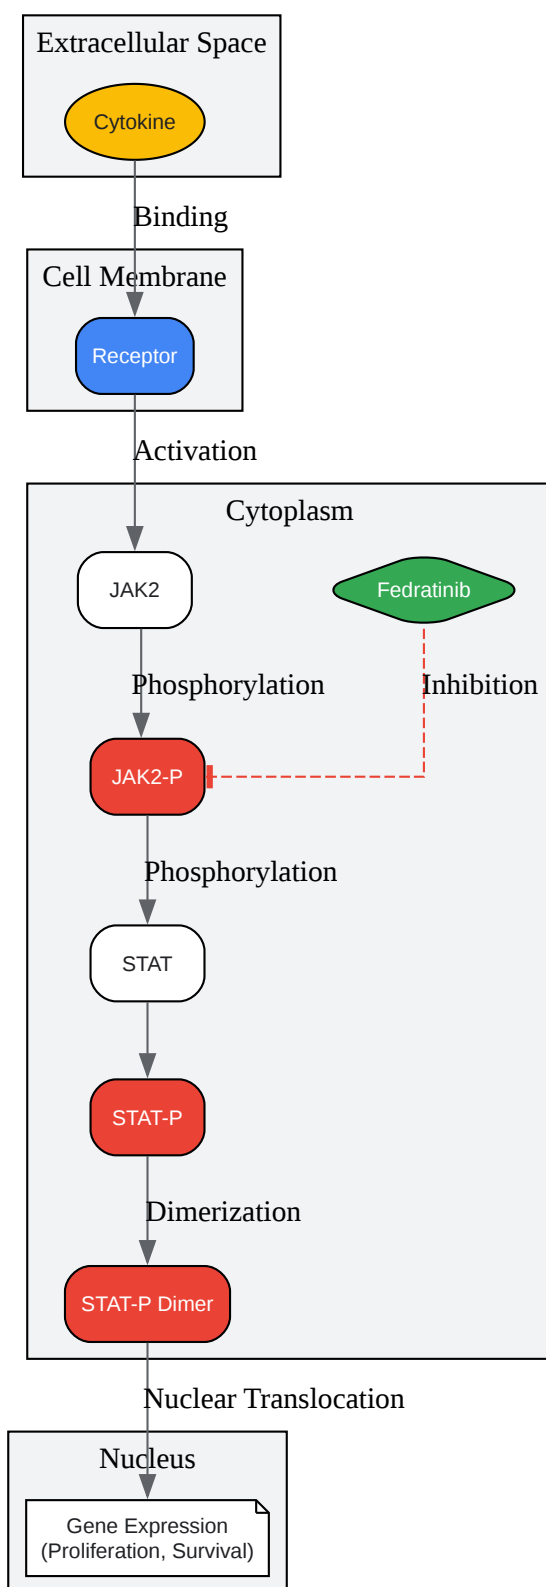 Extracellular Space
Cytokine
Binding
Cell Membrane
Receptor
Activation
Cytoplasm
JAK2
Fedratinib
Phosphorylation
Inhibition
JAK2-P
Phosphorylation
STAT
STAT-P
Dimerization
STAT-P Dimer
Nuclear Translocation
Nucleus
Gene Expression
(Proliferation, Survival)